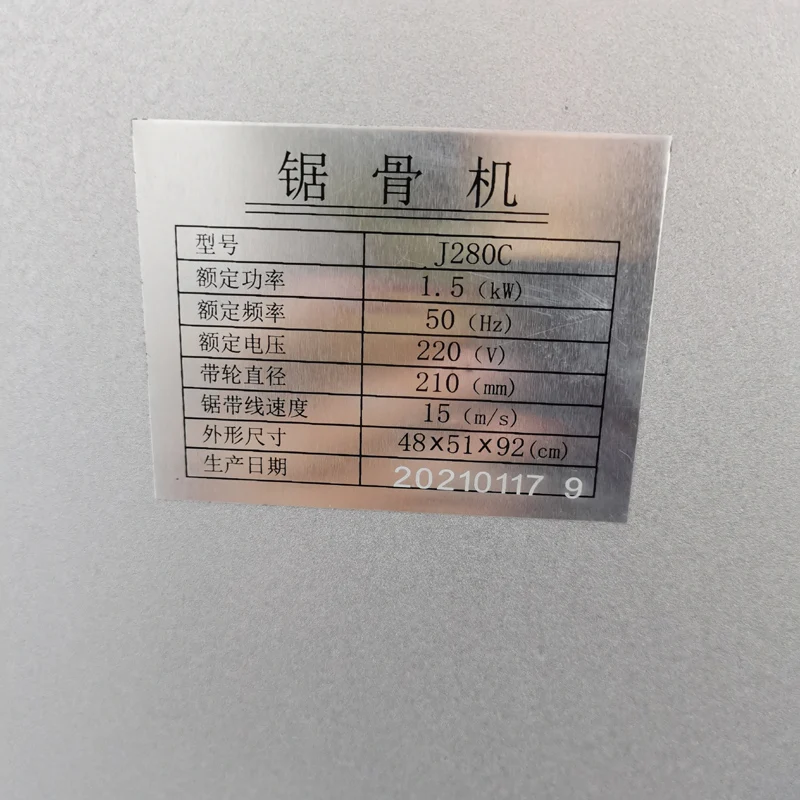 锯骨机
型号 J280C
额定功率 1.5 (kW)
额定频率 50 (Hz)
额定电压 220 (V)
带轮直径 210 (mm)
锯带线速度 15 (m/s)
外形尺寸 48×51×92(cm)
生产日期 20210117 9